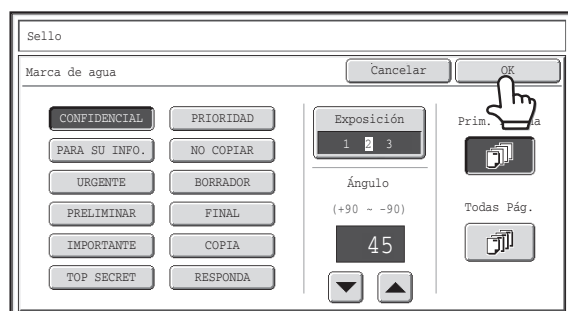 Sello
Marca de agua
Cancelar
OK
CONFIDENCIAL
PRIORIDAD
PARA SU INFO.
NO COPIAR
URGENTE
BORRADOR
PRELIMINAR
FINAL
IMPORTANTE
COPIA
TOP SECRET
RESPONDA
Exposición
1 2 3
Ángulo
(+90 ~ -90)
45
Prim.
Todas Pág.